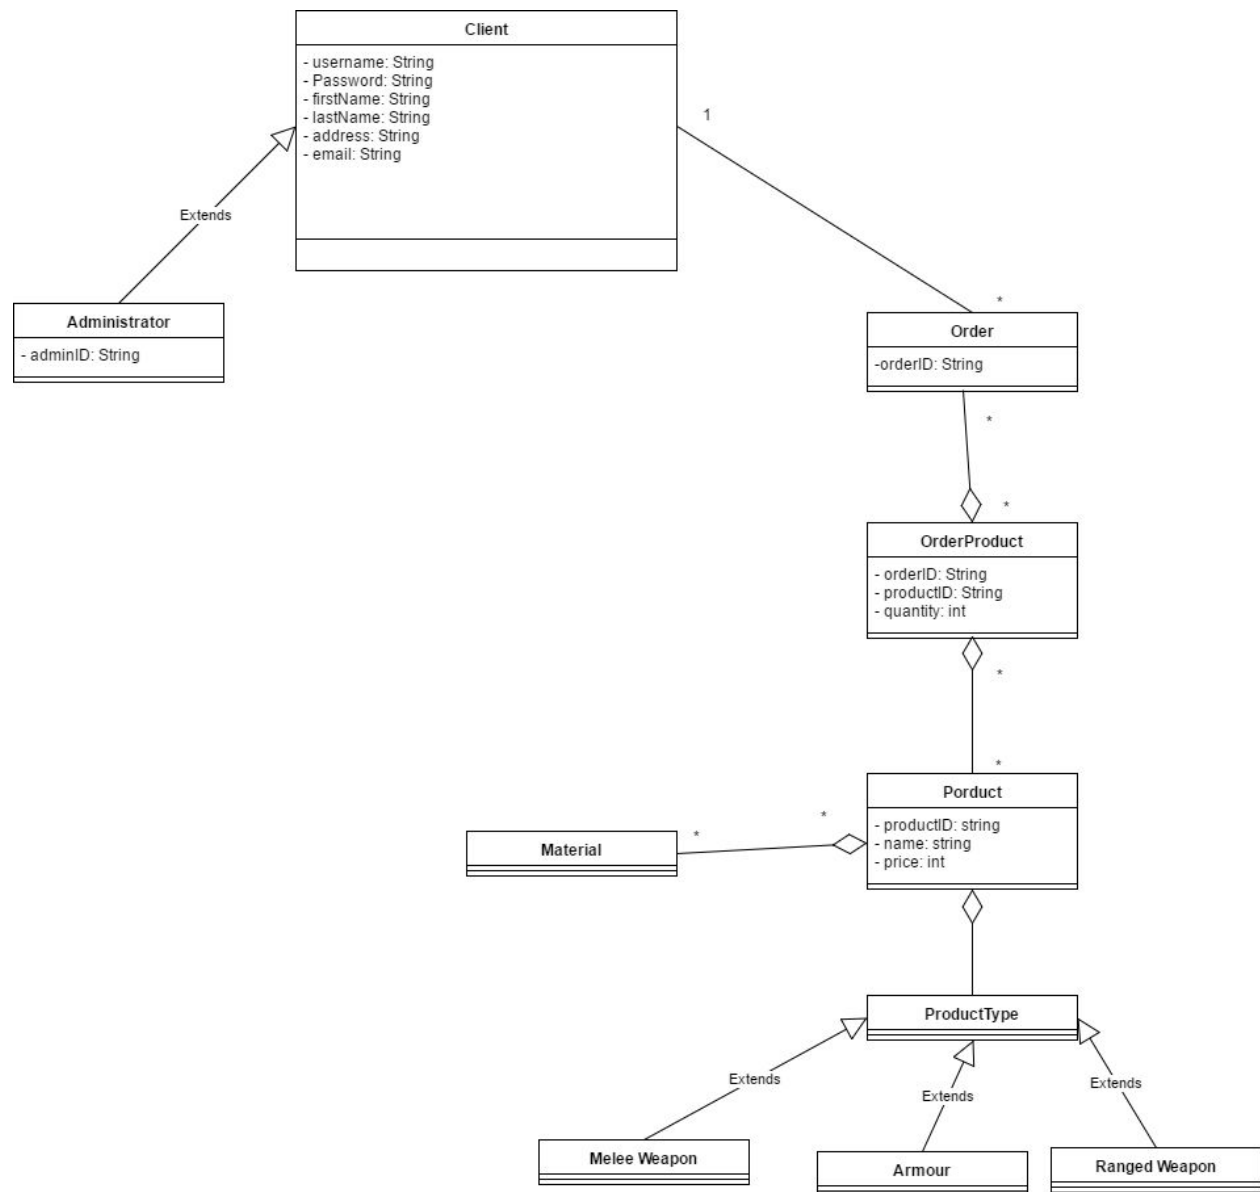 Client
- username: String
- Password: String
- firstName: String
- lastName: String
- address: String
- email: String
1
Extends
*
Administrator
- adminID: String
Order
-orderID: String
*
*
OrderProduct
- orderID: String
- productID: String
- quantity: int
*
*
Porduct
- productID: string
- name: string
- price: int
*
*
Material
ProductType
Extends
Extends
Extends
Melee Weapon
Armour
Ranged Weapon